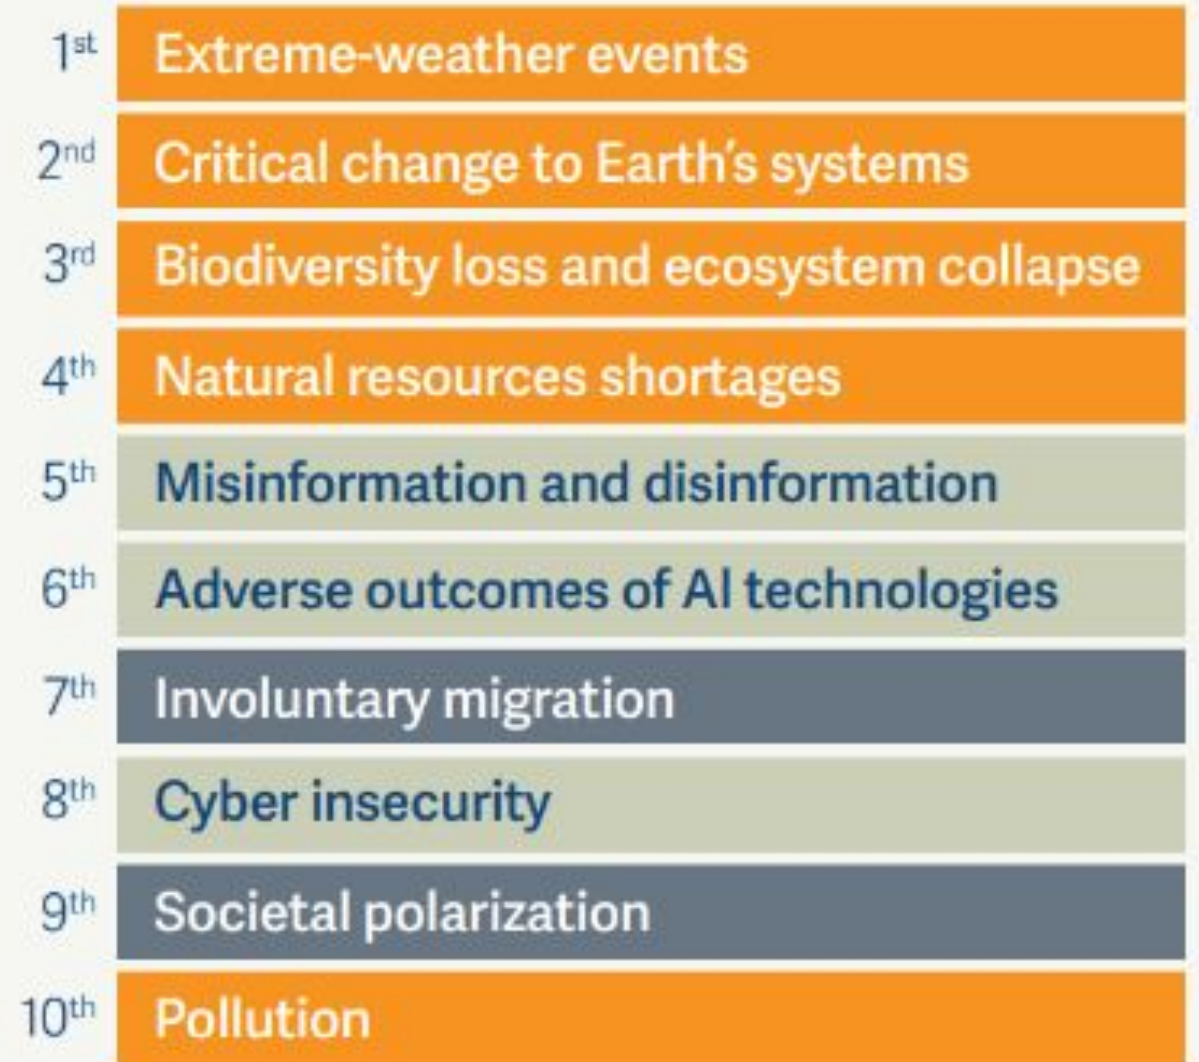 1st Extreme-weather events
2nd Critical change to Earth's systems
3rd Biodiversity loss and ecosystem collapse
4th Natural resources shortages
5th Misinformation and disinformation
6th Adverse outcomes of AI technologies
7th Involuntary migration
8th Cyber insecurity
9th Societal polarization
10th Pollution